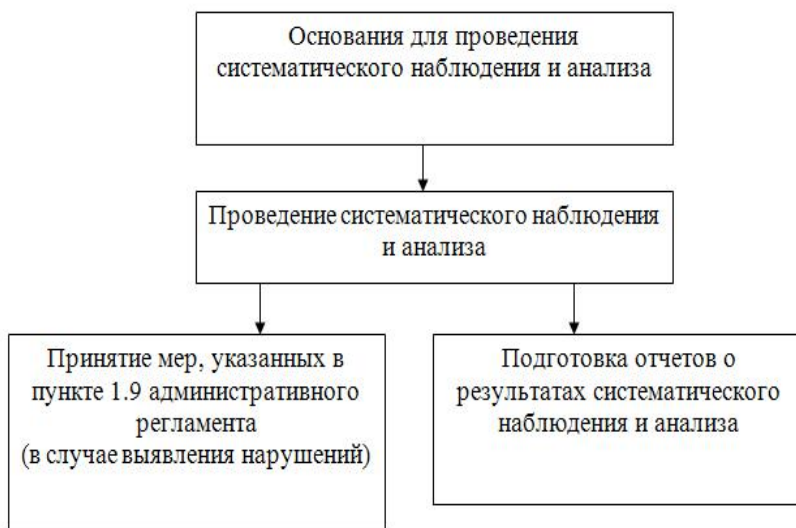 Основания для проведения
систематического наблюдения и анализа
Проведение систематического наблюдения
и анализа
Принятие мер, указанных в
пункте 1.9 административного
регламента
(в случае выявления нарушений)
Подготовка отчетов о
результатах систематического
наблюдения и анализа